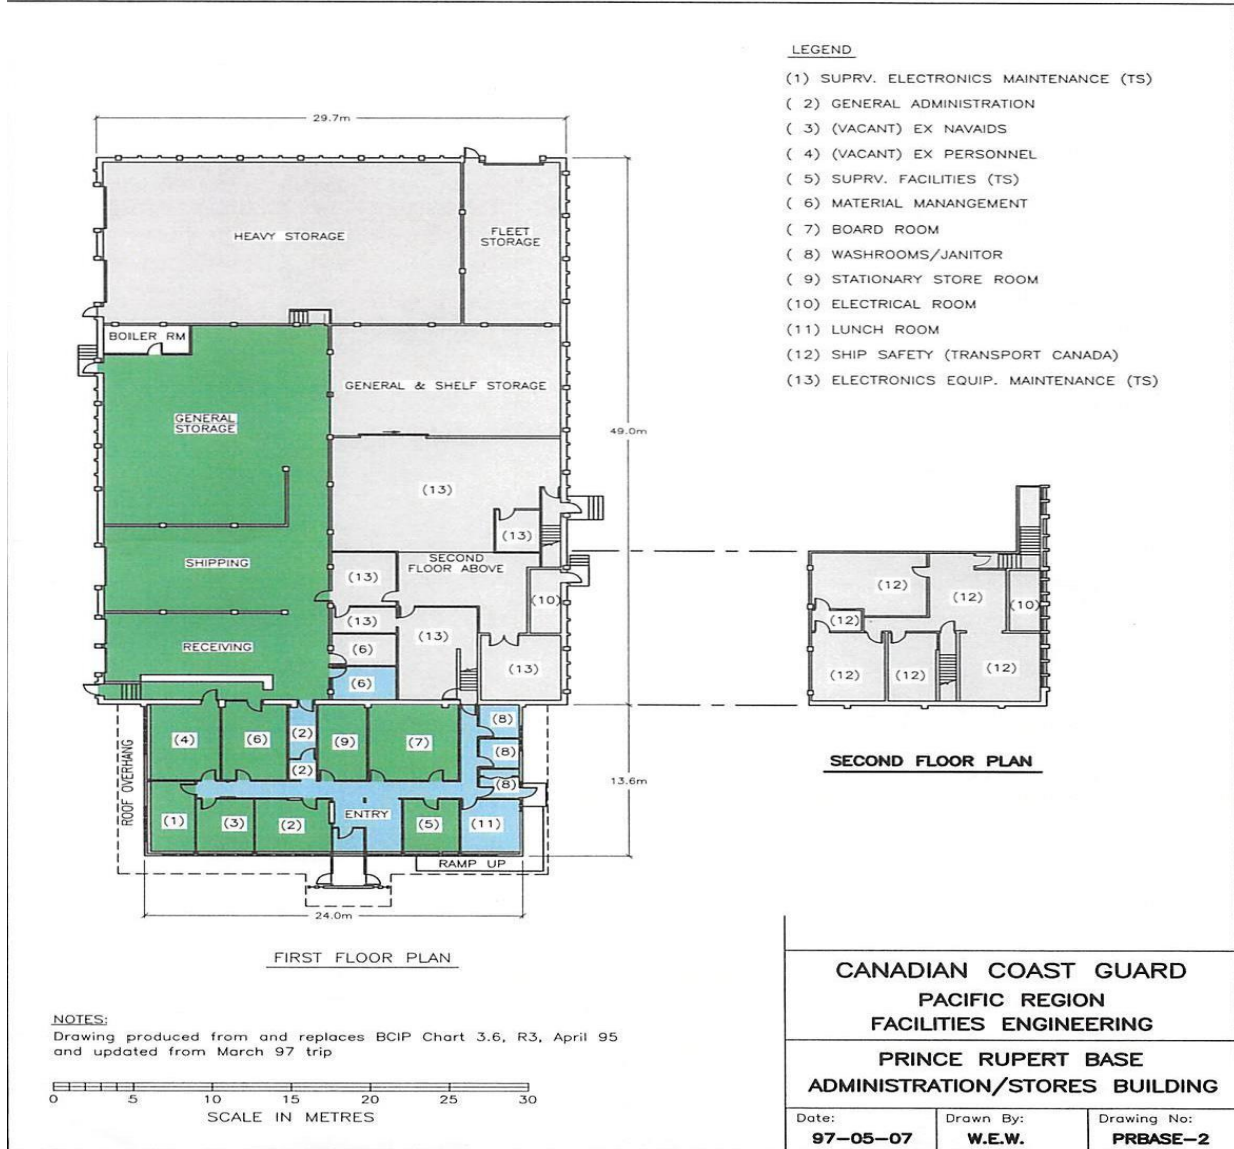 LEGEND
(1) SUPRV. ELECTRONICS MAINTENANCE (TS)
( 2) GENERAL ADMINISTRATION
( 3) (VACANT) EX NAVAIDS
( 4) (VACANT) EX PERSONNEL
( 5) SUPRV. FACILITIES (TS)
( 6) MATERIAL MANANGEMENT
( 7) BOARD ROOM
( 8) WASHROOMS/JANITOR
( 9) STATIONARY STORE ROOM
(10) ELECTRICAL ROOM
(11) LUNCH ROOM
(12) SHIP SAFETY (TRANSPORT CANADA)
(13) ELECTRONICS EQUIP. MAINTENANCE (TS)
29.7m
HEAVY STORAGE
FLEET
STORAGE
BOILER RM
GENERAL & SHELF STORAGE
GENERAL
STORAGE
49.0m
(13)
(13)
SHIPPING
SECOND
FLOOR ABOVE
(13)
(10)
(13)
(13)
RECEIVING
(6)
(13)
(6)
(4)
(6)
(2)
(9)
(7)
(8)
(8)
(2)
(8)
ROOF OVERHANG
13.6m
(1)
(3)
(2)
ENTRY
(5)
(11)
RAMP UP
24.0m
FIRST FLOOR PLAN
(12)
(12)
(10)
(12)
(12)
(12)
(12)
SECOND FLOOR PLAN
NOTES:
Drawing produced from and replaces BCIP Chart 3.6, R3, April 95
and updated from March 97 trip
0 5 10 15 20 25 30
SCALE IN METRES
CANADIAN COAST GUARD
PACIFIC REGION
FACILITIES ENGINEERING
PRINCE RUPERT BASE
ADMINISTRATION/STORES BUILDING
Date:
97-05-07
Drawn By:
W.E.W.
Drawing No:
PRBASE-2